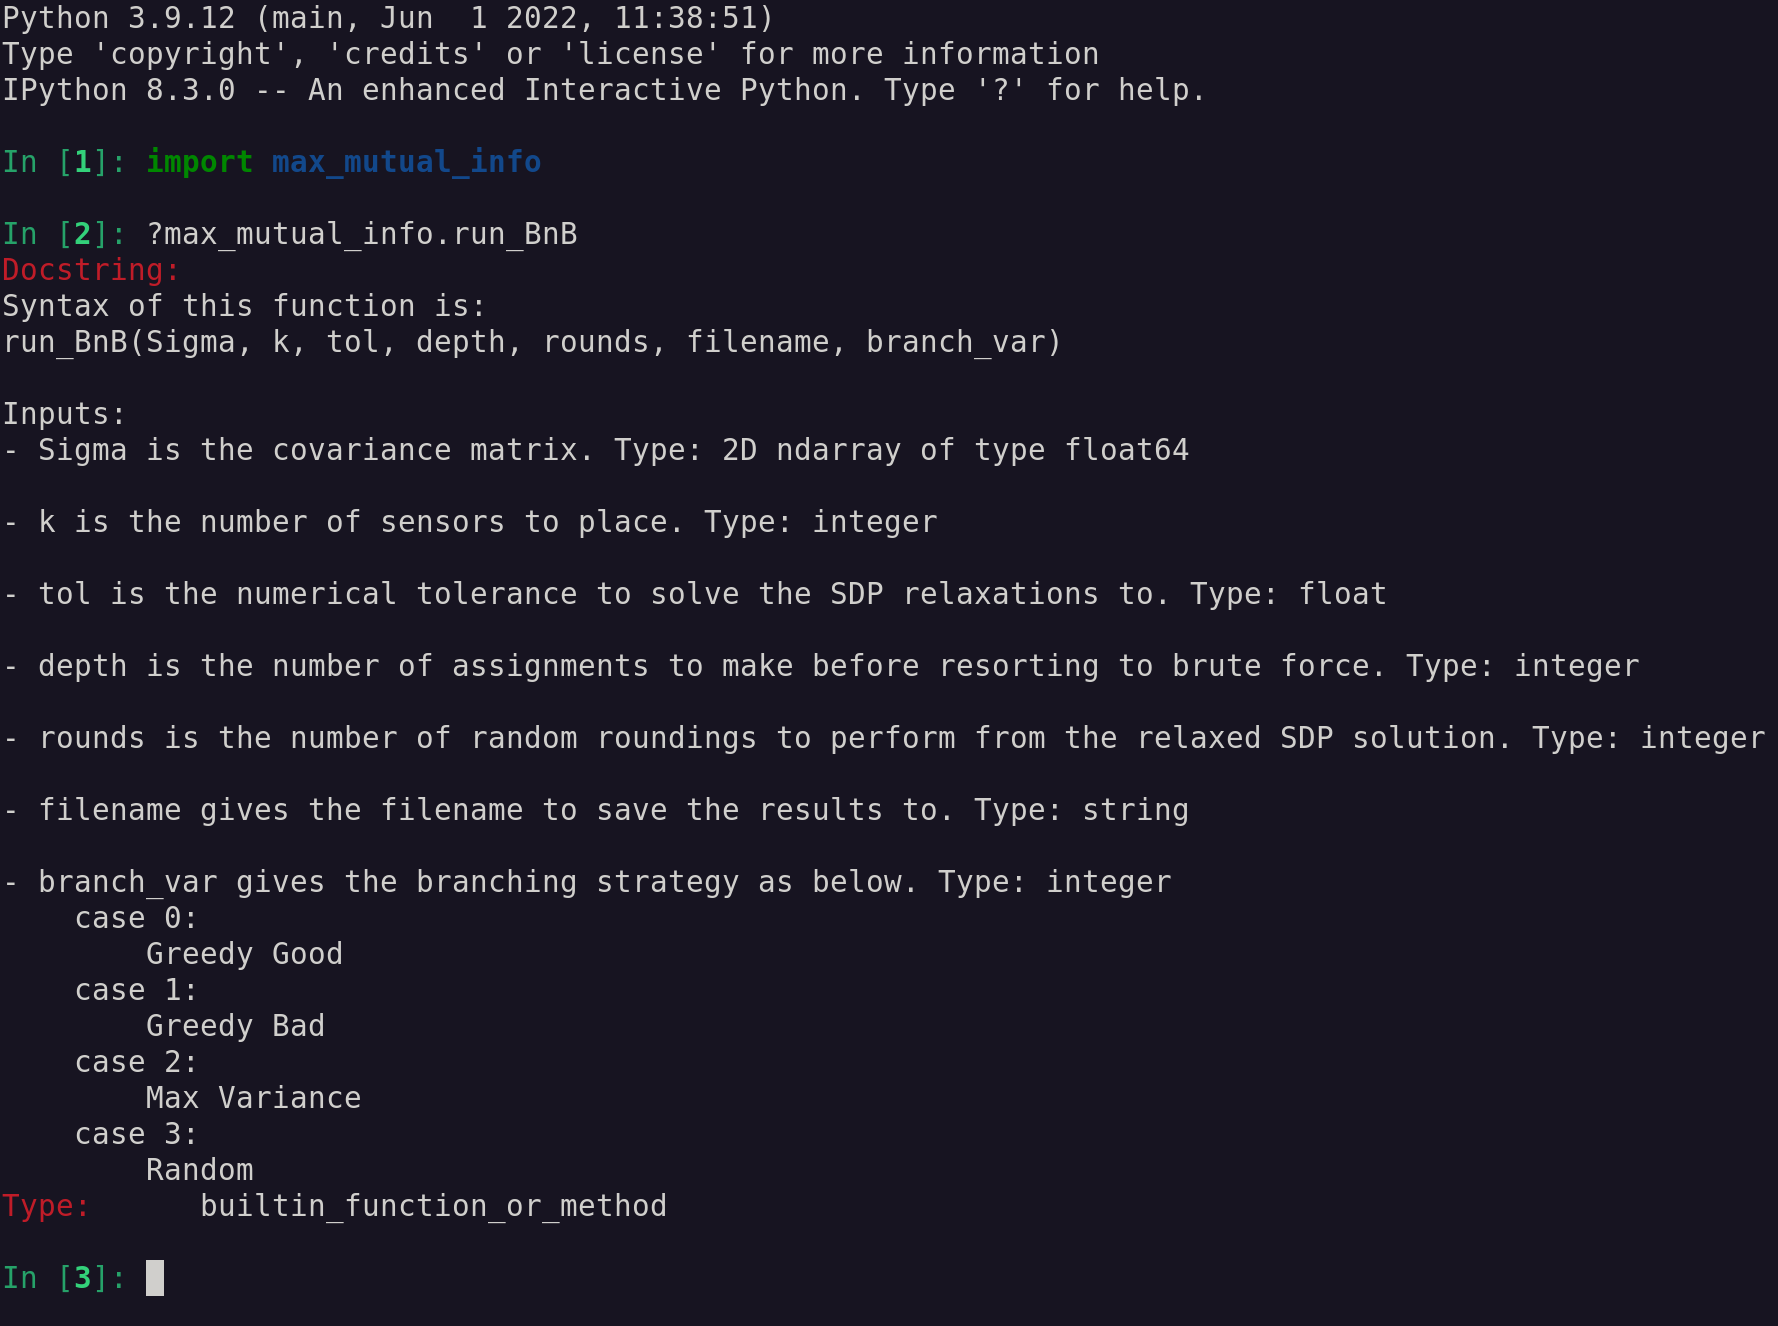 Python 3.9.12 (main, Jun  1 2022, 11:38:51)
Type 'copyright', 'credits' or 'license' for more information
IPython 8.3.0 -- An enhanced Interactive Python. Type '?' for help.

In [1]: import max_mutual_info

In [2]: ?max_mutual_info.run_BnB
Docstring:
Syntax of this function is:
run_BnB(Sigma, k, tol, depth, rounds, filename, branch_var)

Inputs:
- Sigma is the covariance matrix. Type: 2D ndarray of type float64

- k is the number of sensors to place. Type: integer

- tol is the numerical tolerance to solve the SDP relaxations to. Type: float

- depth is the number of assignments to make before resorting to brute force. Type: integer

- rounds is the number of random roundings to perform from the relaxed SDP solution. Type: integer

- filename gives the filename to save the results to. Type: string

- branch_var gives the branching strategy as below. Type: integer
    case 0:
        Greedy Good
    case 1:
        Greedy Bad
    case 2:
        Max Variance
    case 3:
        Random
Type:      builtin_function_or_method

In [3]: